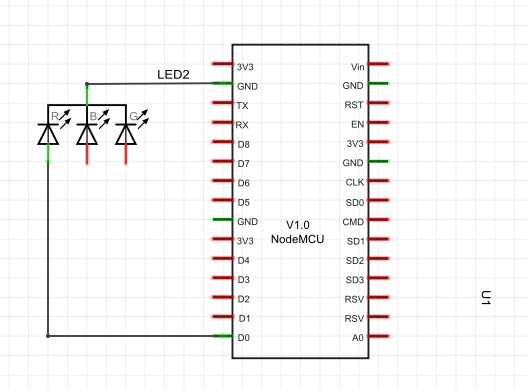 LED2
R
B
G
3V3
GND
TX
RX
D8
D7
D6
D5
GND
3V3
D4
D3
D2
D1
D0
V1.0
NodeMCU
Vin
GND
RST
EN
3V3
GND
CLK
SD0
CMD
SD1
SD2
SD3
RSV
RSV
A0
U1